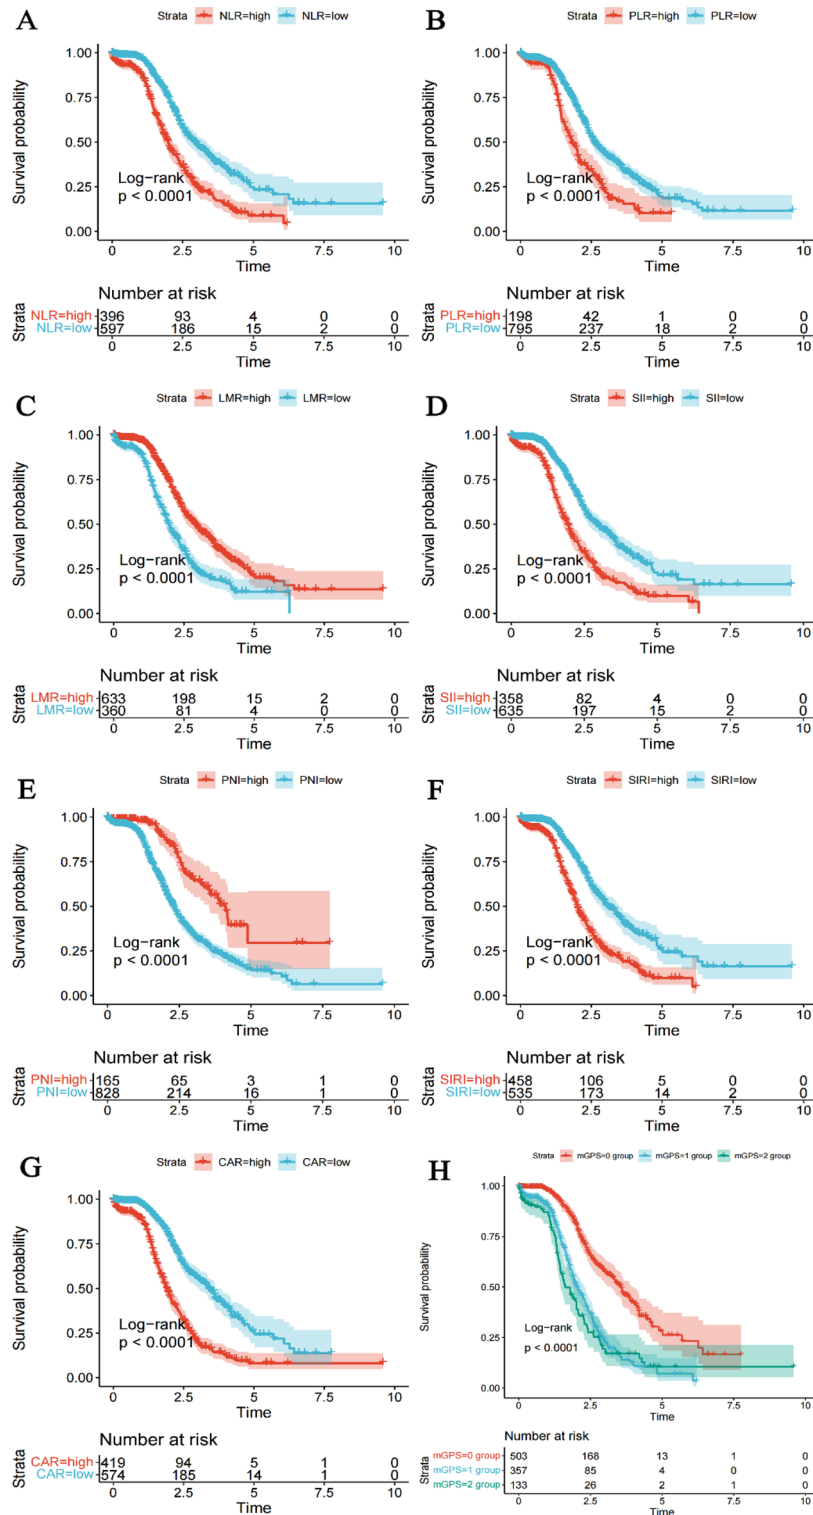 A
Strata NLR=high NLR=low
Survival probability
1.00
0.75
0.50
0.25
0.00
Log-rank
p < 0.0001
0 2.5 5 7.5 10
Time
Number at risk
Strata
NLR=high 396 93 4 0 0
NLR=low 597 186 15 2 0
0 2.5 5 7.5 10
Time
B
Strata PLR=high PLR=low
Survival probability
1.00
0.75
0.50
0.25
0.00
Log-rank
p < 0.0001
0 2.5 5 7.5 10
Time
Number at risk
Strata
PLR=high 198 42 1 0 0
PLR=low 795 237 18 2 0
0 2.5 5 7.5 10
Time
C
Strata LMR=high LMR=low
Survival probability
1.00
0.75
0.50
0.25
0.00
Log-rank
p < 0.0001
0 2.5 5 7.5 10
Time
Number at risk
Strata
LMR=high 633 198 15 2 0
LMR=low 360 81 4 0 0
0 2.5 5 7.5 10
Time
D
Strata SII=high SII=low
Survival probability
1.00
0.75
0.50
0.25
0.00
Log-rank
p < 0.0001
0 2.5 5 7.5 10
Time
Number at risk
Strata
SII=high 358 82 4 0 0
SII=low 635 197 15 2 0
0 2.5 5 7.5 10
Time
E
Strata PNI=high PNI=low
Survival probability
1.00
0.75
0.50
0.25
0.00
Log-rank
p < 0.0001
0 2.5 5 7.5 10
Time
Number at risk
Strata
PNI=high 165 65 3 1 0
PNI=low 828 214 16 1 0
0 2.5 5 7.5 10
Time
F
Strata SIRI=high SIRI=low
Survival probability
1.00
0.75
0.50
0.25
0.00
Log-rank
p < 0.0001
0 2.5 5 7.5 10
Time
Number at risk
Strata
SIRI=high 458 106 5 0 0
SIRI=low 535 173 14 2 0
0 2.5 5 7.5 10
Time
G
Strata CAR=high CAR=low
Survival probability
1.00
0.75
0.50
0.25
0.00
Log-rank
p < 0.0001
0 2.5 5 7.5 10
Time
Number at risk
Strata
CAR=high 419 94 5 1 0
CAR=low 574 185 14 1 0
0 2.5 5 7.5 10
Time
H
Strata mGPS=0 group mGPS=1 group mGPS=2 group
Survival probability
1.00
0.75
0.50
0.25
0.00
Log-rank
p < 0.0001
0 2.5 5 7.5 10
Time
Number at risk
Strata
mGPS=0 group 503 168 13 1 0
mGPS=1 group 357 85 4 0 0
mGPS=2 group 133 26 2 1 0
0 2.5 5 7.5 10
Time